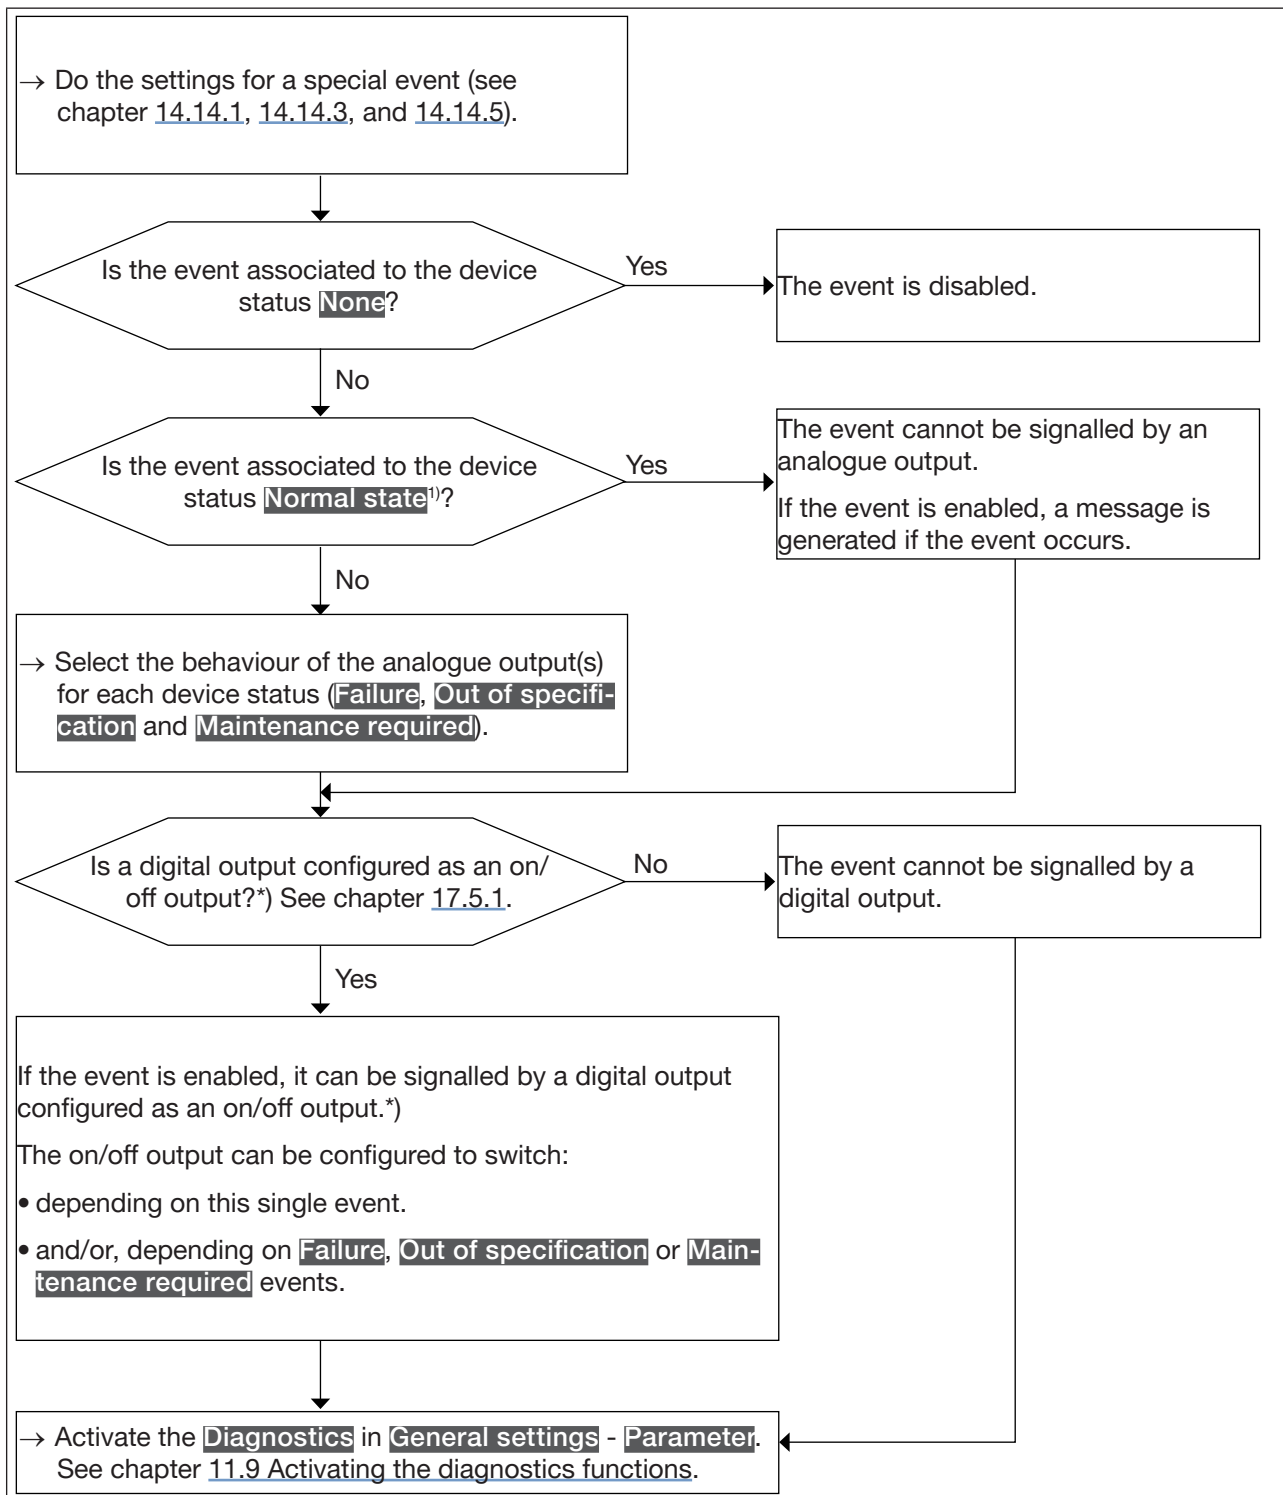 → Do the settings for a special event (see
chapter 14.14.1, 14.14.3, and 14.14.5).
Is the event associated to the device
status None?
Yes
The event is disabled.
No
Is the event associated to the device
status Normal state1)?
Yes
The event cannot be signalled by an
analogue output.
If the event is enabled, a message is
generated if the event occurs.
No
→ Select the behaviour of the analogue output(s)
for each device status (Failure, Out of specifi-
cation and Maintenance required).
Is a digital output configured as an on/
off output?*) See chapter 17.5.1.
No
The event cannot be signalled by a
digital output.
Yes
If the event is enabled, it can be signalled by a digital output
configured as an on/off output.*)
The on/off output can be configured to switch:
• depending on this single event.
• and/or, depending on Failure, Out of specification or Main-
tenance required events.
→ Activate the Diagnostics in General settings - Parameter.
See chapter 11.9 Activating the diagnostics functions.